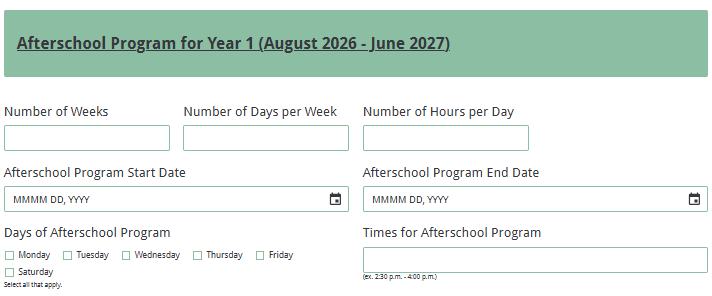 Afterschool Program for Year 1 (August 2026 - June 2027)
Number of Weeks Number of Days per Week Number of Hours per Day
Afterschool Program Start Date Afterschool Program End Date
MMMM DD, YYYY MMMM DD, YYYY
Days of Afterschool Program Times for Afterschool Program
Monday Tuesday Wednesday Thursday Friday
Saturday
(ex. 2:30 p.m. - 4:00 p.m.)
Select all that apply.